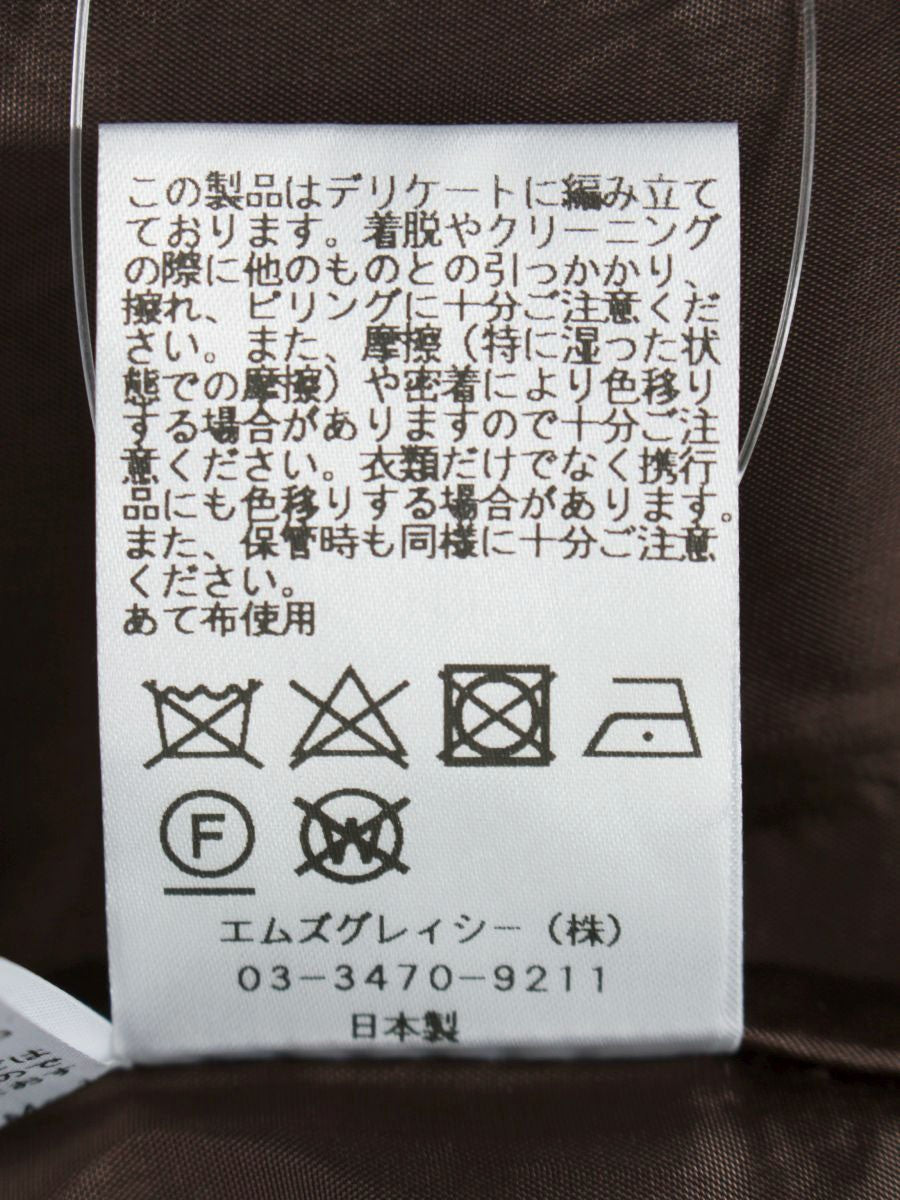 この製品はデリケートに編み立て
ております。着脱やクリーニング
の際に他のものとの引っかかり、
擦れ、ピリングに十分ご注意くだ
さい。また、摩擦（特に湿った状
態での摩擦）や密着により色移り
する場合がありますので十分ご注
意ください。衣類だけでなく携行
品にも色移りする場合があります。
また、保管時も同様に十分ご注意
ください。
あて布使用
F
W
エムズグレイシー（株）
03-3470-9211
日本製